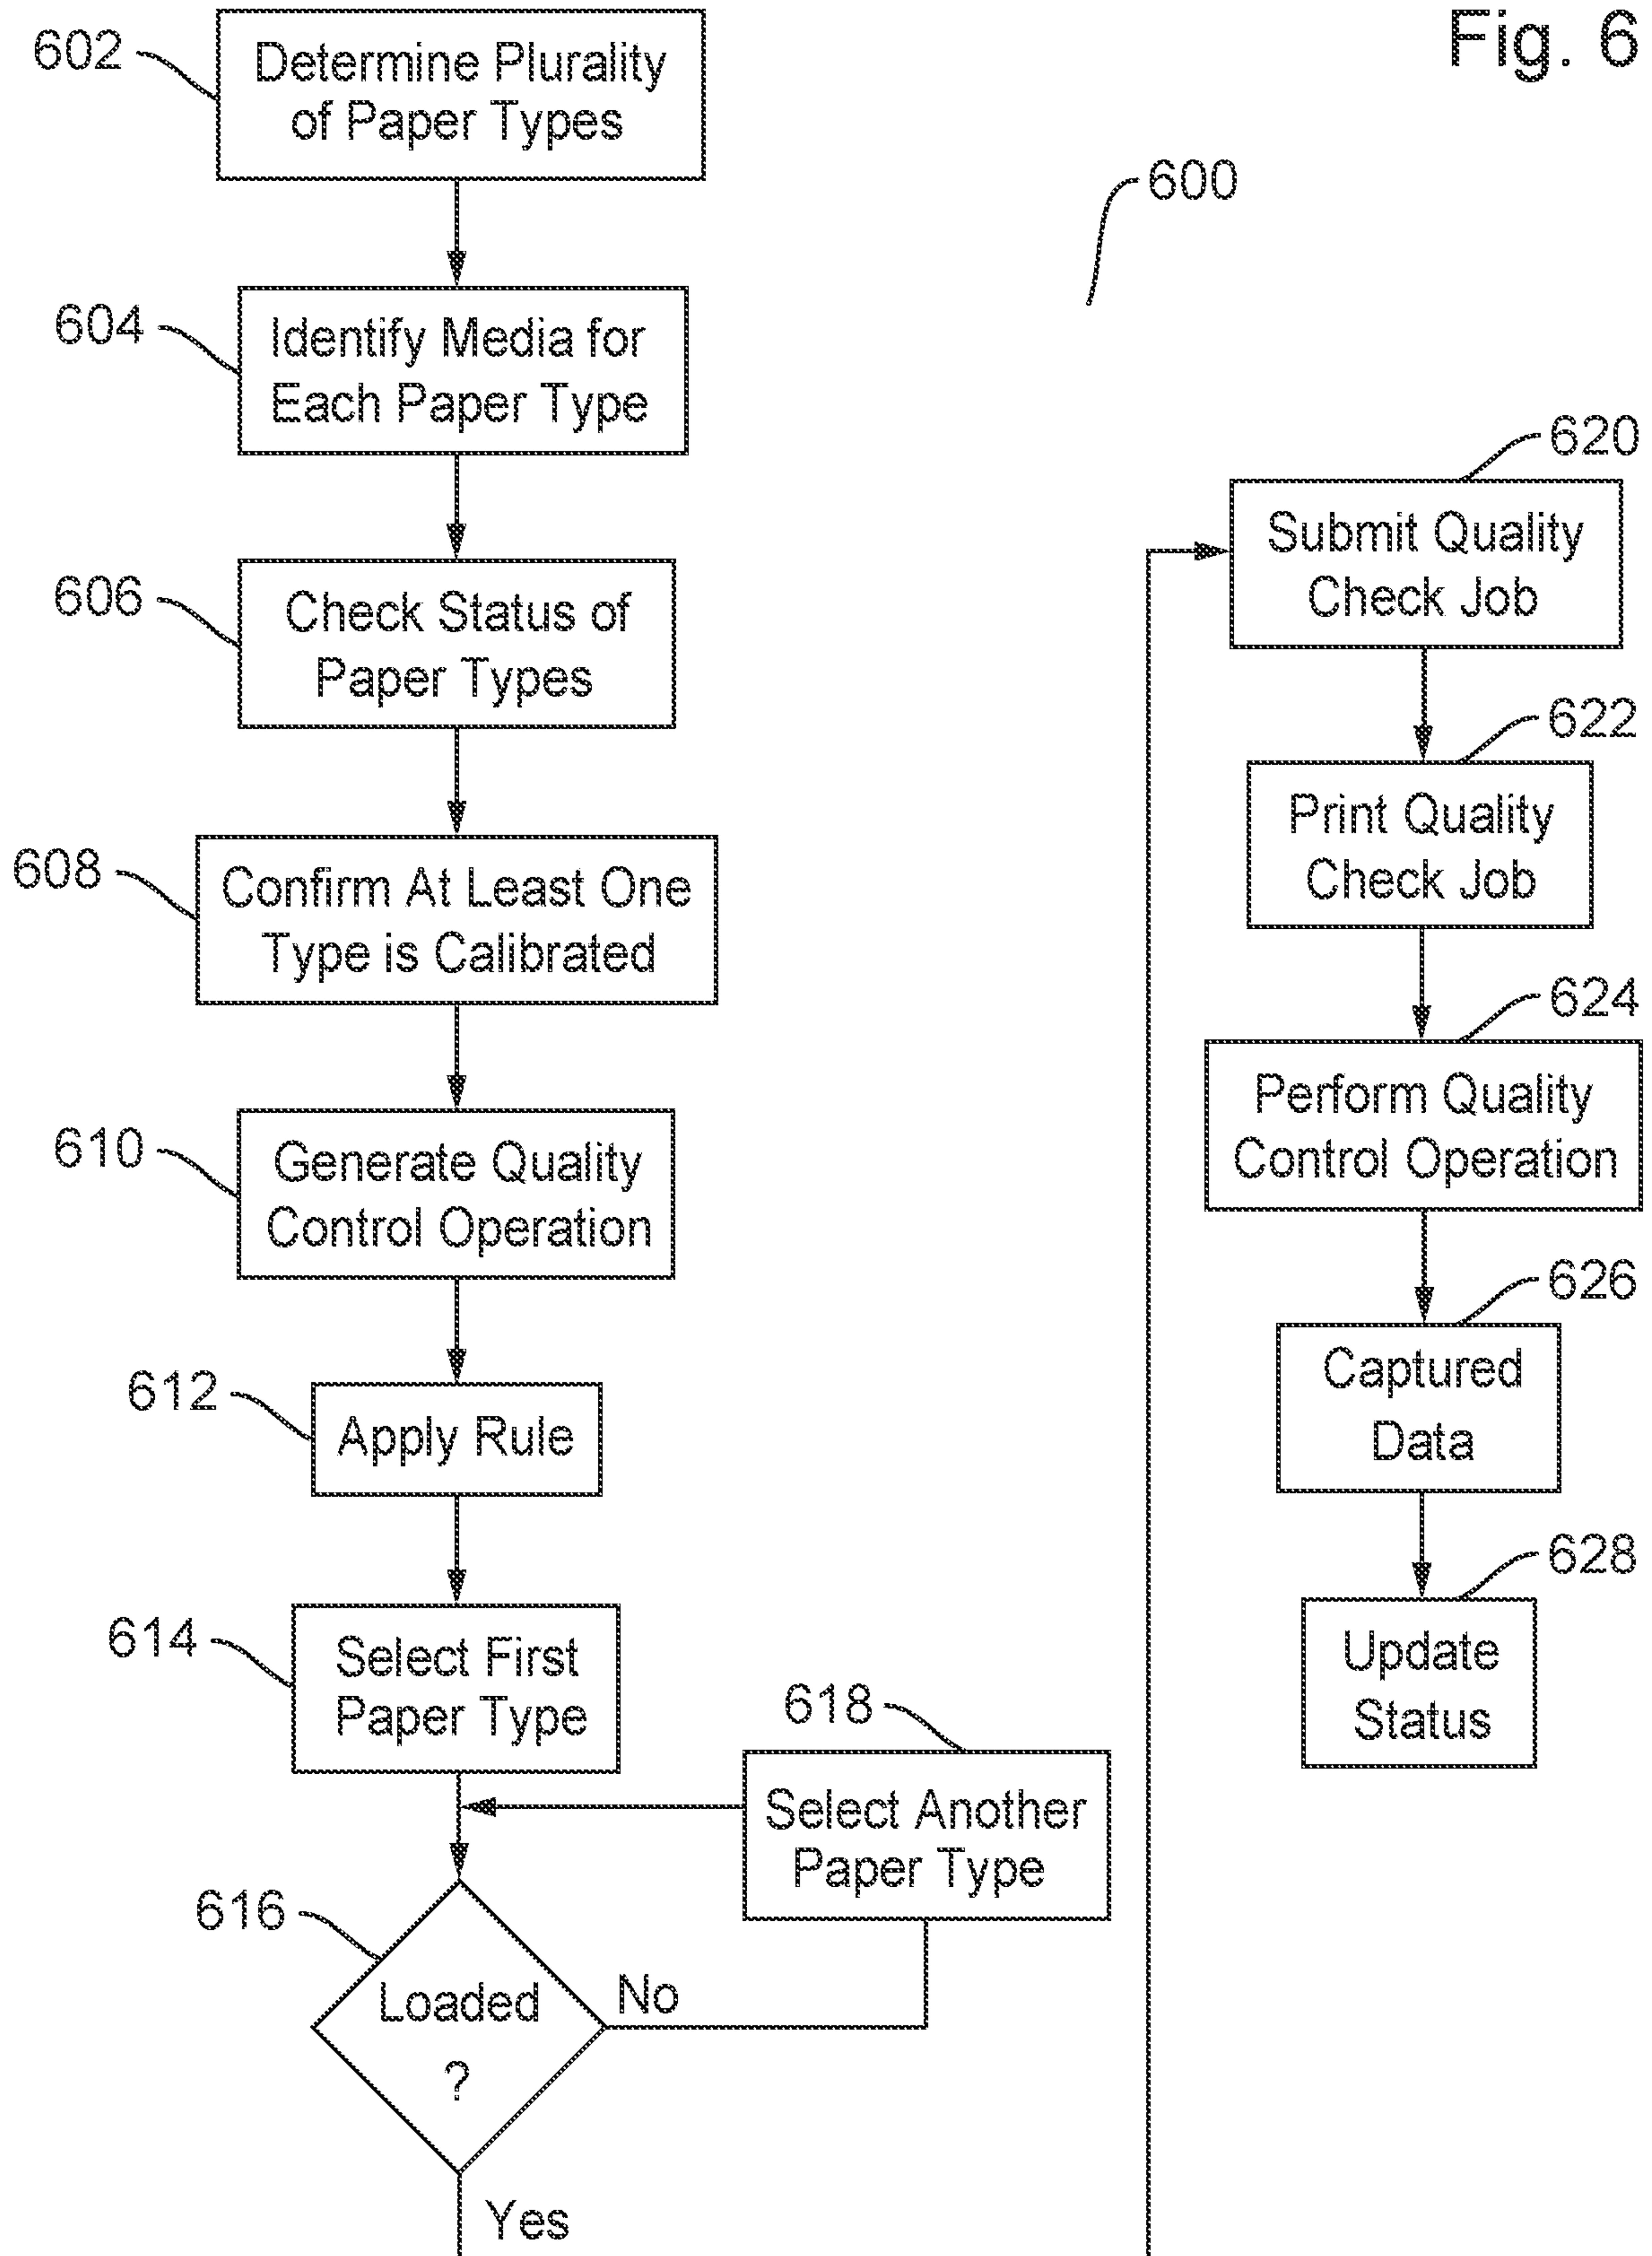 Fig. 6
600
602
Determine Plurality
of Paper Types
604
Identify Media for
Each Paper Type
606
Check Status of
Paper Types
608
Confirm At Least One
Type is Calibrated
610
Generate Quality
Control Operation
612
Apply Rule
614
Select First
Paper Type
616
Loaded
?
No
Yes
618
Select Another
Paper Type
620
Submit Quality
Check Job
622
Print Quality
Check Job
624
Perform Quality
Control Operation
626
Captured
Data
628
Update
Status